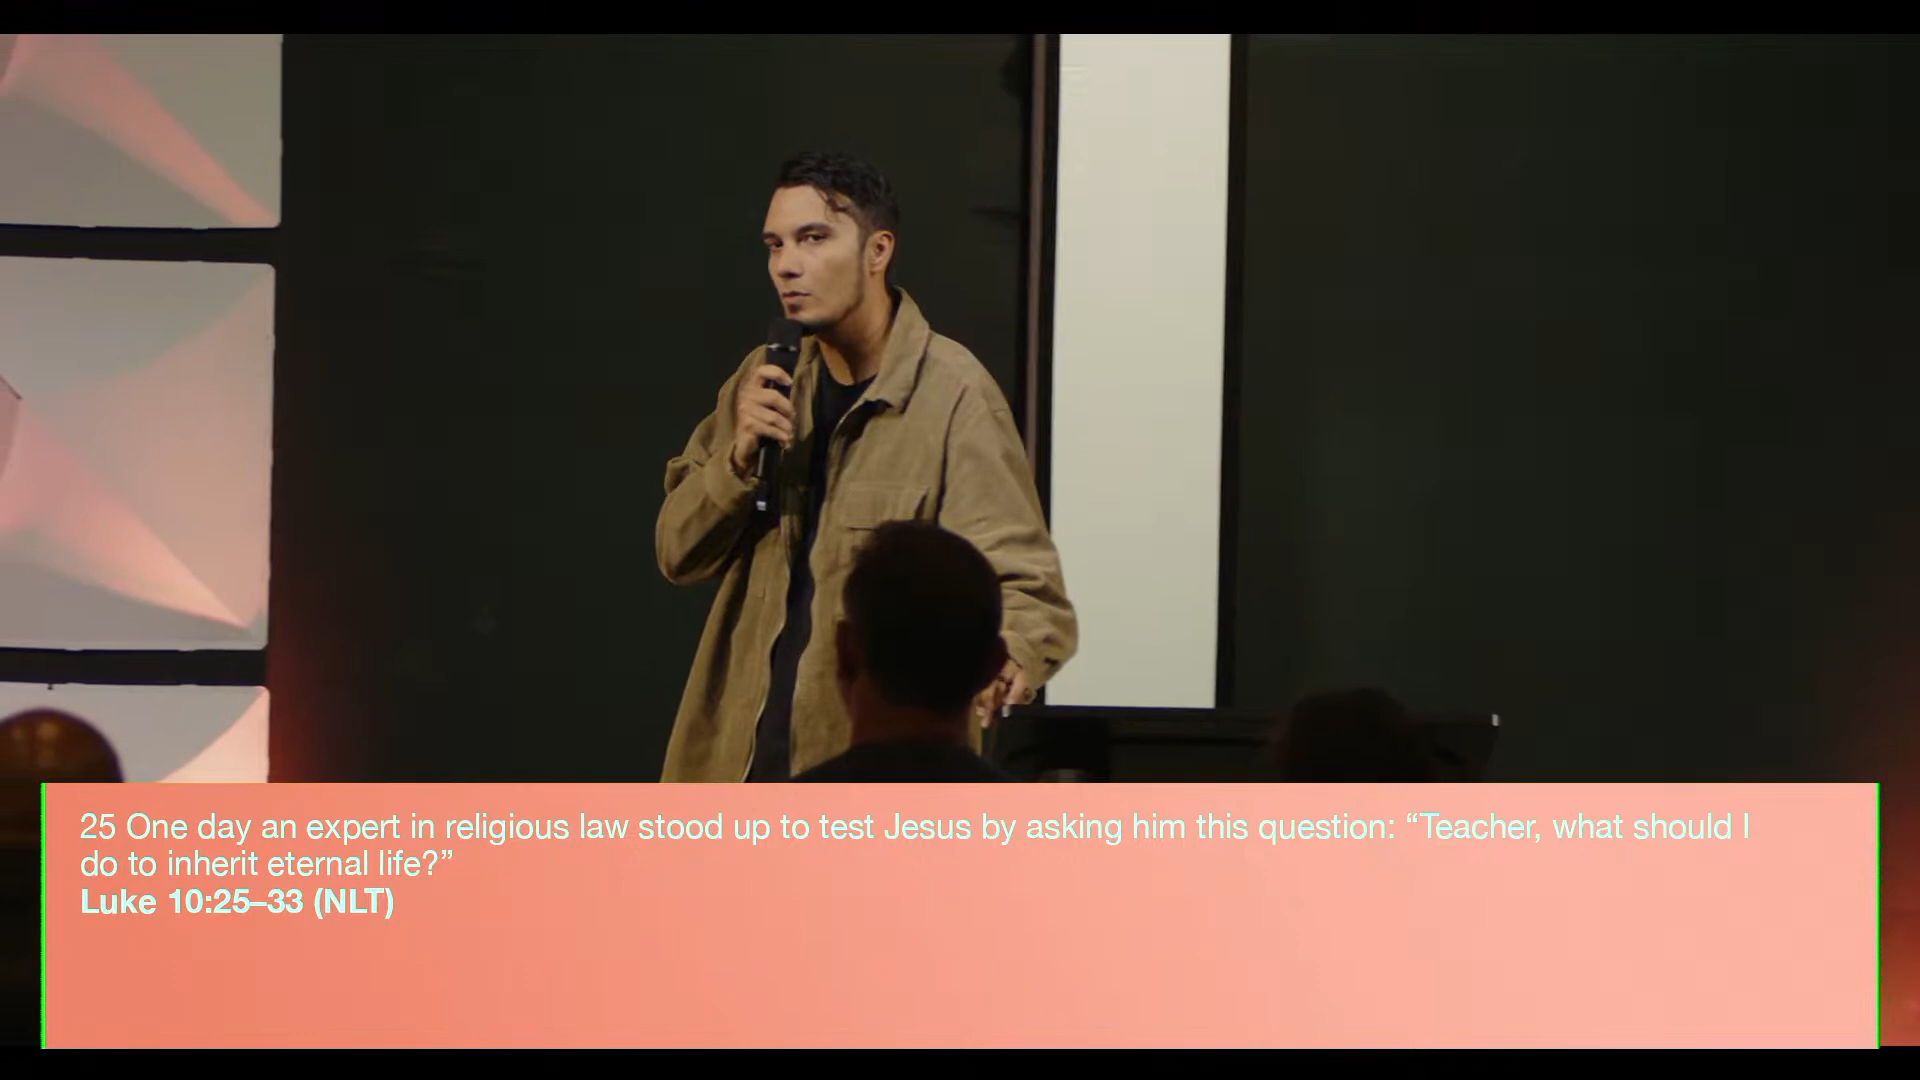 25 One day an expert in religious law stood up to test Jesus by asking him this question: “Teacher, what should I
do to inherit eternal life?”
Luke 10:25–33 (NLT)